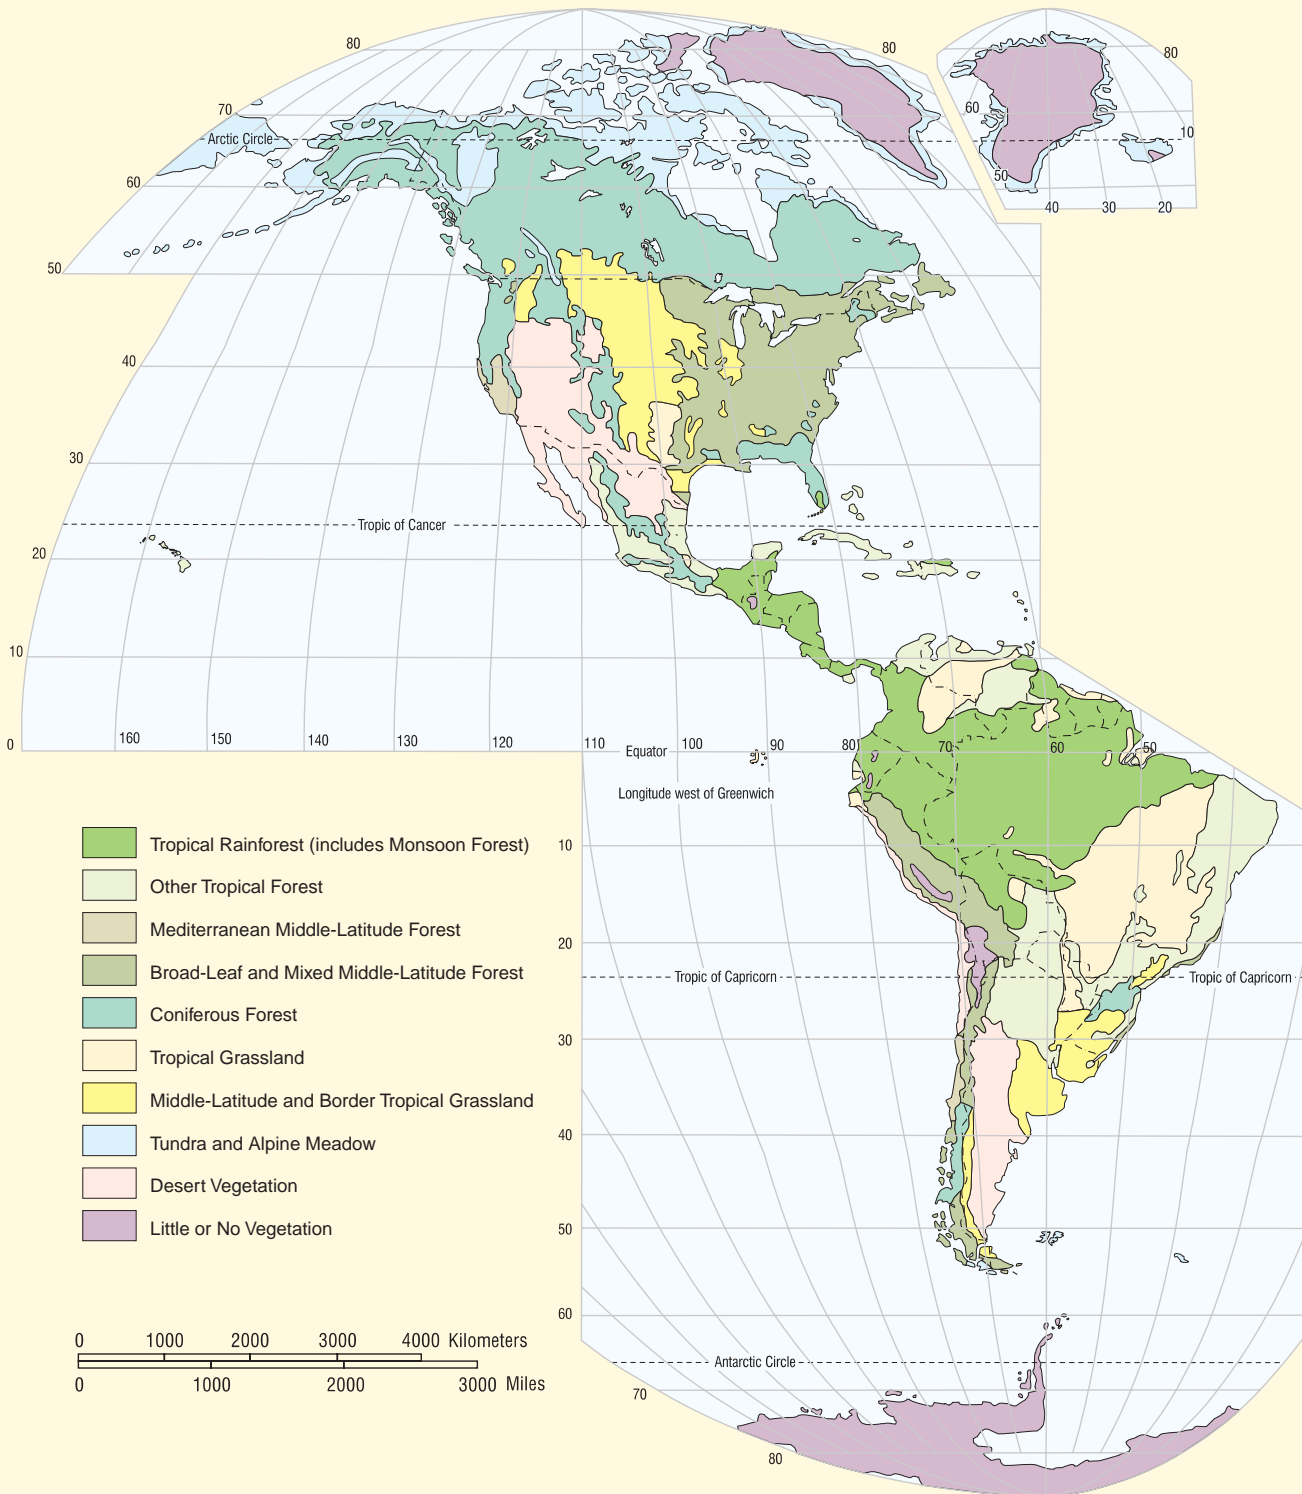 80
80
80
70
60
Arctic Circle
10
60
50
40
30
20
50
40
30
Tropic of Cancer
20
10
0
160
150
140
130
120
110
Equator
100
90
80
70
60
50
Longitude west of Greenwich
10
20
Tropic of Capricorn
Tropic of Capricorn
30
40
50
60
Antarctic Circle
70
80
Tropical Rainforest (includes Monsoon Forest)
Other Tropical Forest
Mediterranean Middle-Latitude Forest
Broad-Leaf and Mixed Middle-Latitude Forest
Coniferous Forest
Tropical Grassland
Middle-Latitude and Border Tropical Grassland
Tundra and Alpine Meadow
Desert Vegetation
Little or No Vegetation
0 1000 2000 3000 4000 Kilometers
0 1000 2000 3000 Miles